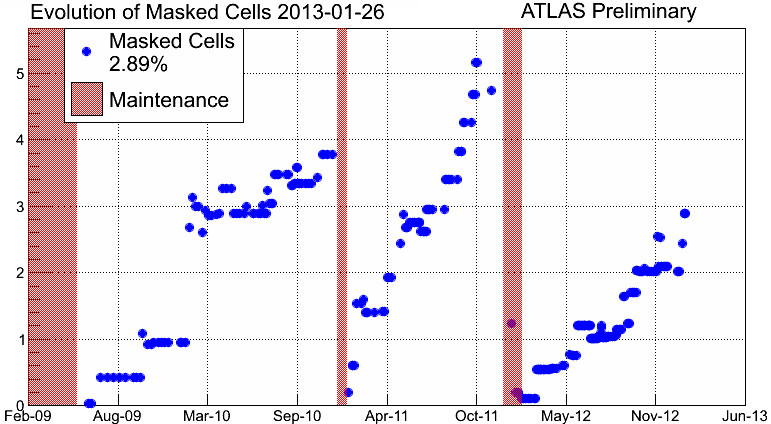 Evolution of Masked Cells 2013-01-26 ATLAS Preliminary
Masked Cells
2.89%
Maintenance
5
4
3
2
1
0
Feb-09 Aug-09 Mar-10 Sep-10 Apr-11 Oct-11 May-12 Nov-12 Jun-13